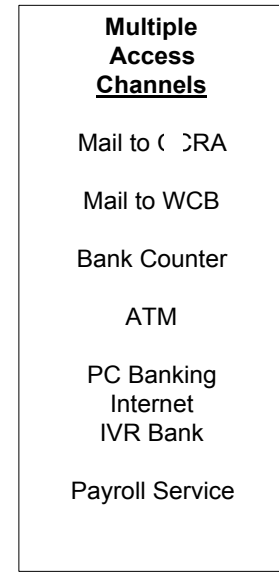 Multiple
Access
Channels
Mail to
Mail to WCB
Bank Counter
ATM
PC Banking
Internet
IVR Bank
Payroll Service